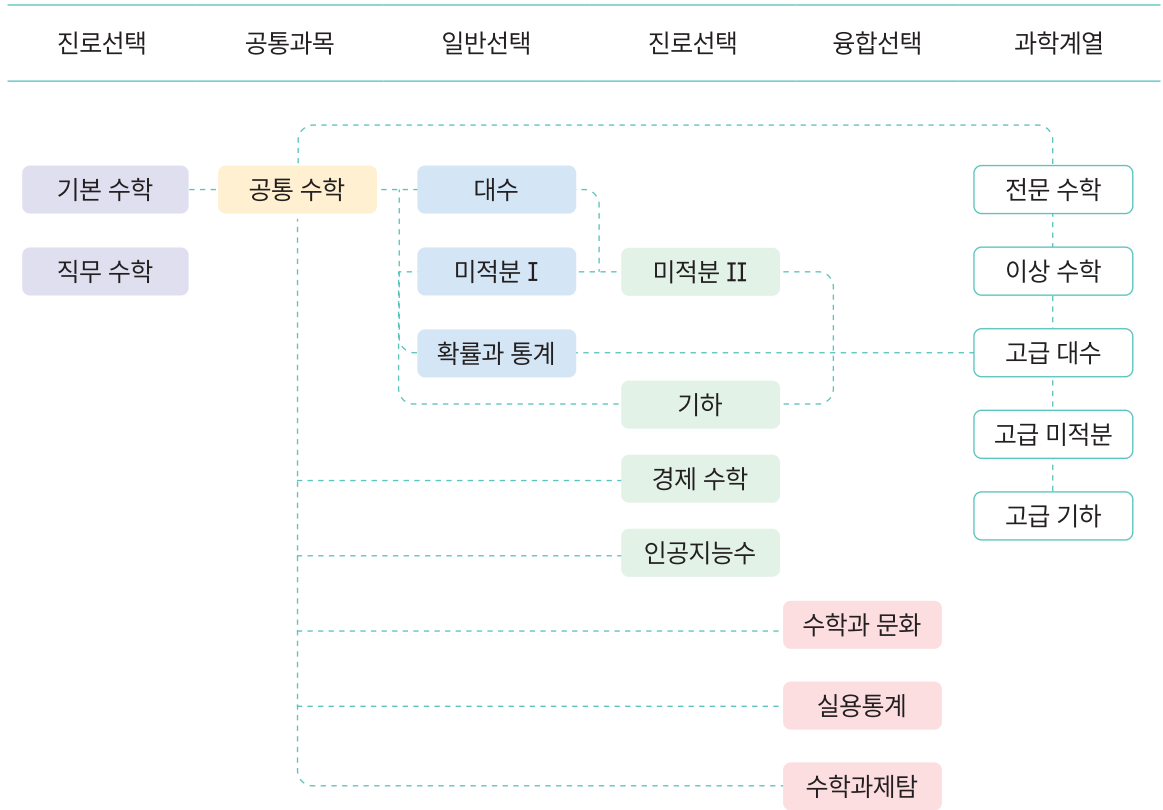 진로선택 공통과목 일반선택 진로선택 융합선택 과학계열
기본 수학 공통 수학 대수 전문 수학
직무 수학 미적분 I 미적분 II 이상 수학
확률과 통계 고급 대수
기하
고급 미적분
경제 수학
고급 기하
인공지능수
수학과 문화
실용통계
수학과제탐